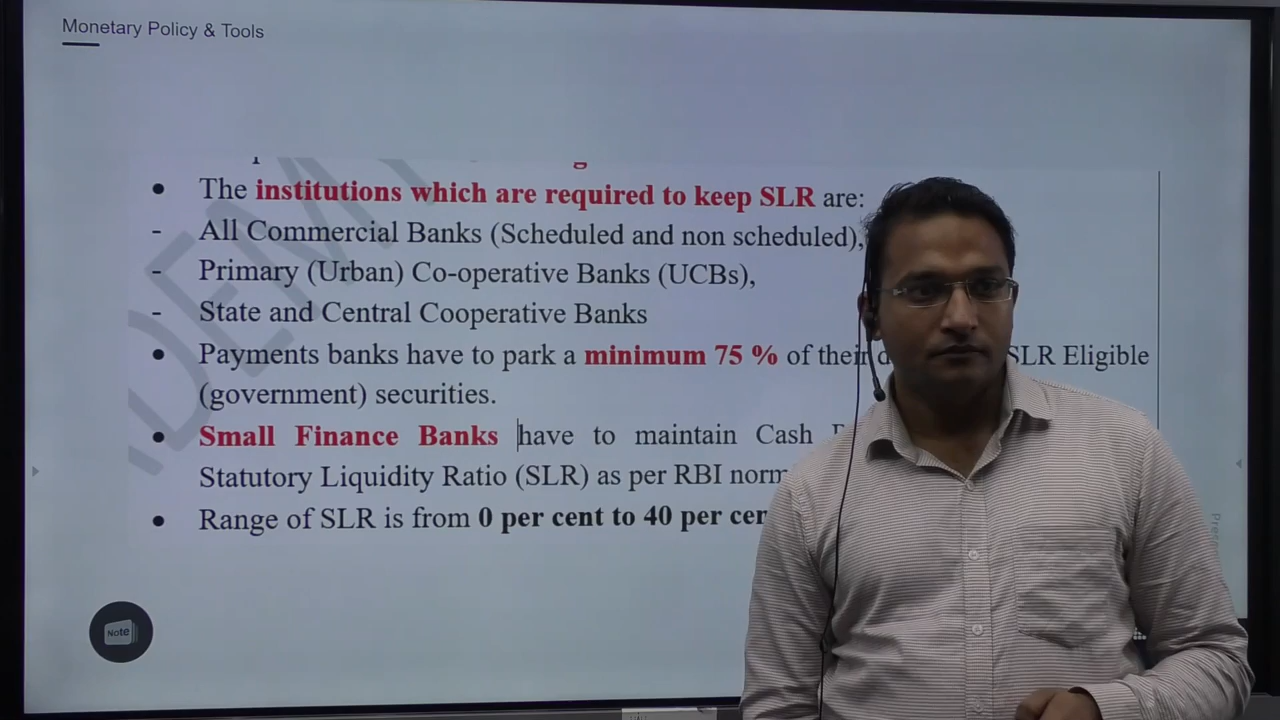 Monetary Policy & Tools
• The institutions which are required to keep SLR are:
- All Commercial Banks (Scheduled and non scheduled),
- Primary (Urban) Co-operative Banks (UCBs),
- State and Central Cooperative Banks
• Payments banks have to park a minimum 75 % of their SLR Eligible
(government) securities.
• Small Finance Banks have to maintain Cash
Statutory Liquidity Ratio (SLR) as per RBI
• Range of SLR is from 0 per cent to 40 per
Note